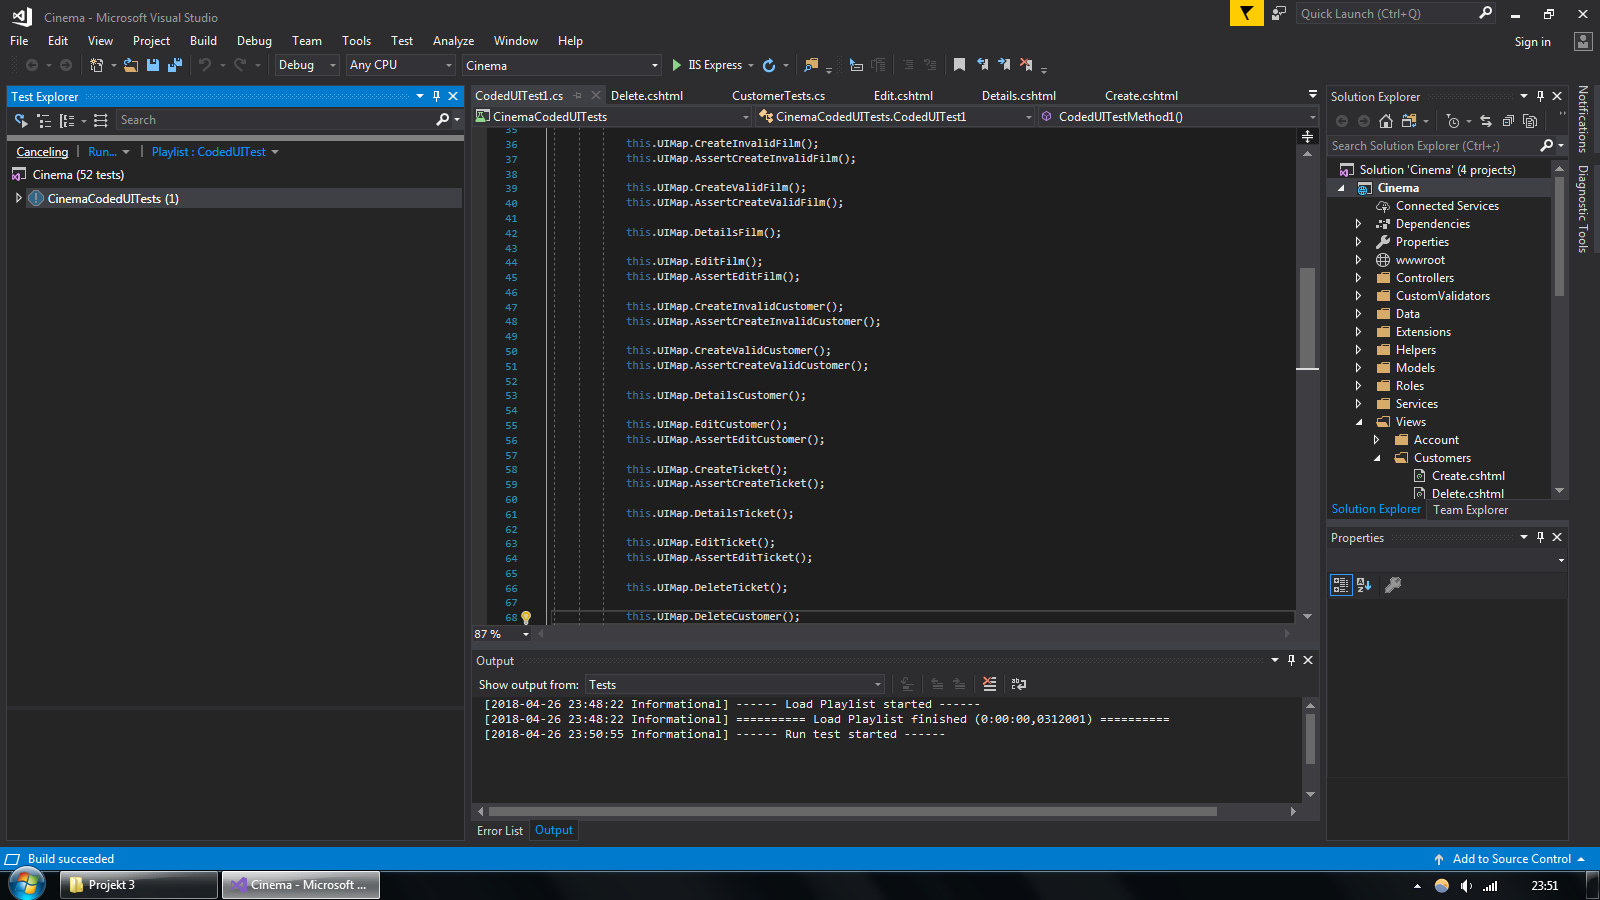 Cinema - Microsoft Visual Studio
Quick Launch (Ctrl+Q)
File Edit View Project Build Debug Team Tools Test Analyze Window Help
Sign in
Debug Any CPU Cinema IIS Express
Test Explorer
Search
Canceling Run... Playlist : CodedUITest
Cinema (52 tests)
CinemaCodedUITests (1)
CodedUITest1.cs Delete.cshtml CustomerTests.cs Edit.cshtml Details.cshtml Create.cshtml
CinemaCodedUITests CinemaCodedUITests.CodedUITest1 CodedUITestMethod1()
35
36 this.UIMap.CreateInvalidFilm();
37 this.UIMap.AssertCreateInvalidFilm();
38
39 this.UIMap.CreateValidFilm();
40 this.UIMap.AssertCreateValidFilm();
41
42 this.UIMap.DetailsFilm();
43
44 this.UIMap.EditFilm();
45 this.UIMap.AssertEditFilm();
46
47 this.UIMap.CreateInvalidCustomer();
48 this.UIMap.AssertCreateInvalidCustomer();
49
50 this.UIMap.CreateValidCustomer();
51 this.UIMap.AssertCreateValidCustomer();
52
53 this.UIMap.DetailsCustomer();
54
55 this.UIMap.EditCustomer();
56 this.UIMap.AssertEditCustomer();
57
58 this.UIMap.CreateTicket();
59 this.UIMap.AssertCreateTicket();
60
61 this.UIMap.DetailsTicket();
62
63 this.UIMap.EditTicket();
64 this.UIMap.AssertEditTicket();
65
66 this.UIMap.DeleteTicket();
67
68 this.UIMap.DeleteCustomer();
87 %
Output
Show output from: Tests
[2018-04-26 23:48:22 Informational] ------ Load Playlist started ------
[2018-04-26 23:48:22 Informational] ========== Load Playlist finished (0:00:00,0312001) ==========
[2018-04-26 23:50:55 Informational] ------ Run test started ------
Error List Output
Solution Explorer
Search Solution Explorer (Ctrl+;)
Solution 'Cinema' (4 projects)
Cinema
Connected Services
Dependencies
Properties
wwwroot
Controllers
CustomValidators
Data
Extensions
Helpers
Models
Roles
Services
Views
Account
Customers
Create.cshtml
Delete.cshtml
Solution Explorer Team Explorer
Properties
Notifications
Diagnostic Tools
Build succeeded
Add to Source Control
Projekt 3
Cinema - Microsoft ...
23:51